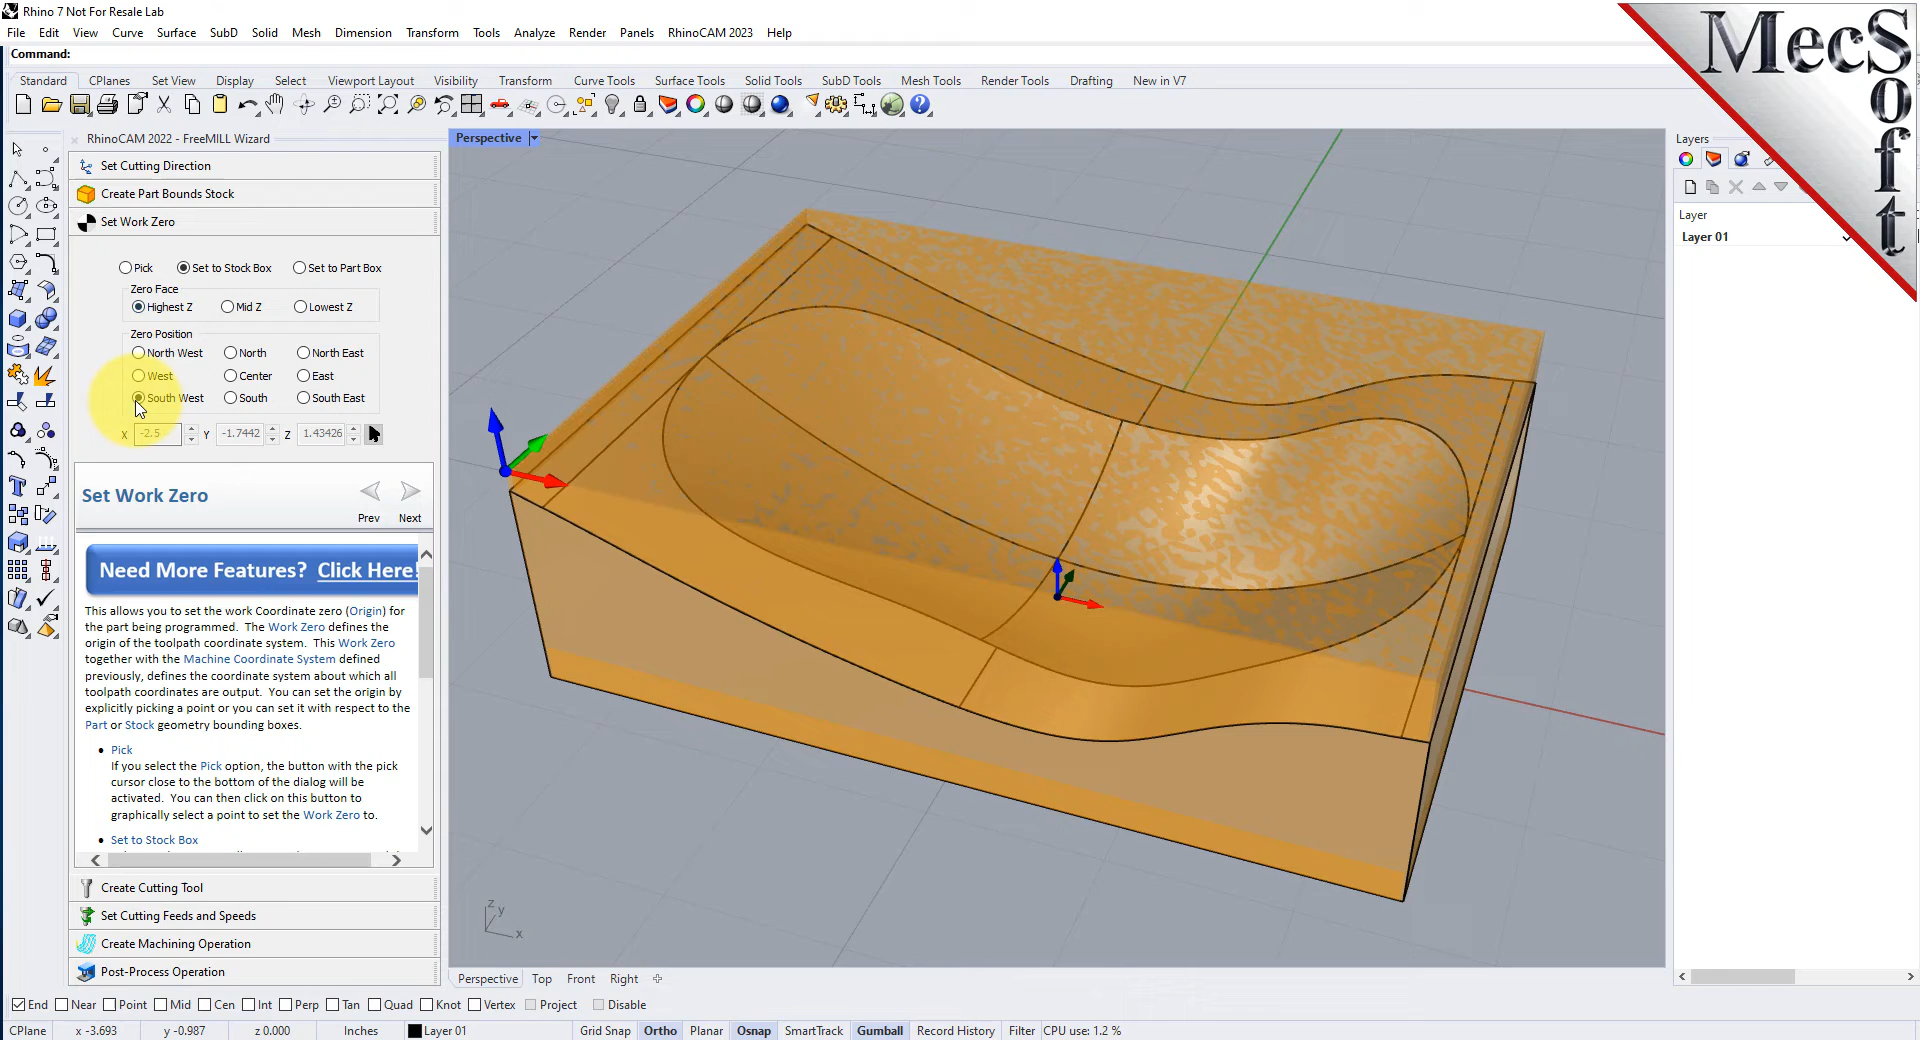 Rhino 7 Not For Resale Lab
File Edit View Curve Surface SubD Solid Mesh Dimension Transform Tools Analyze Render Panels RhinoCAM 2023 Help
Command:
Standard CPlanes Set View Display Select Viewport Layout Visibility Transform Curve Tools Surface Tools Solid Tools SubD Tools Mesh Tools Render Tools Drafting New in V7
MecSoft
RhinoCAM 2022 - FreeMILL Wizard
Set Cutting Direction
Create Part Bounds Stock
Set Work Zero
Pick Set to Stock Box Set to Part Box
Zero Face
Highest Z Mid Z Lowest Z
Zero Position
North West North North East
West Center East
South West South South East
X -2.5 Y -1.7442 Z 1.43426
Set Work Zero
Prev Next
Need More Features? Click Here!
This allows you to set the work Coordinate zero (Origin) for
the part being programmed. The Work Zero defines the
origin of the toolpath coordinate system. This Work Zero
together with the Machine Coordinate System defined
previously, defines the coordinate system about which all
toolpath coordinates are output. You can set the origin by
explicitly picking a point or you can set it with respect to the
Part or Stock geometry bounding boxes.
• Pick
If you select the Pick option, the button with the pick
cursor close to the bottom of the dialog will be
activated. You can then click on this button to
graphically select a point to set the Work Zero to.
• Set to Stock Box
Create Cutting Tool
Set Cutting Feeds and Speeds
Create Machining Operation
Post-Process Operation
Perspective
z
y
x
Perspective Top Front Right
Layers
Layer
Layer 01
End Near Point Mid Cen Int Perp Tan Quad Knot Vertex Project Disable
CPlane x -3.693 y -0.987 z 0.000 Inches Layer 01 Grid Snap Ortho Planar Osnap SmartTrack Gumball Record History Filter CPU use: 1.2 %